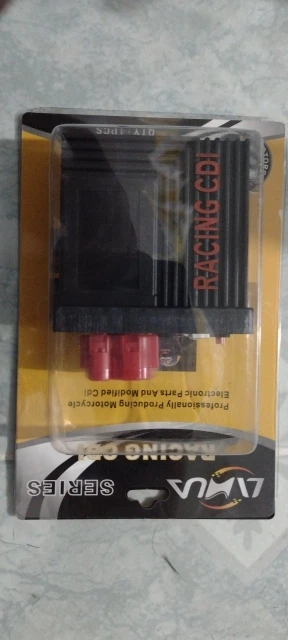 SERIES
RACING CDI
Professionally Producing Motorcycle
Electronic Parts And Modified Cdi
RACING CDI
QTY: 1PCS